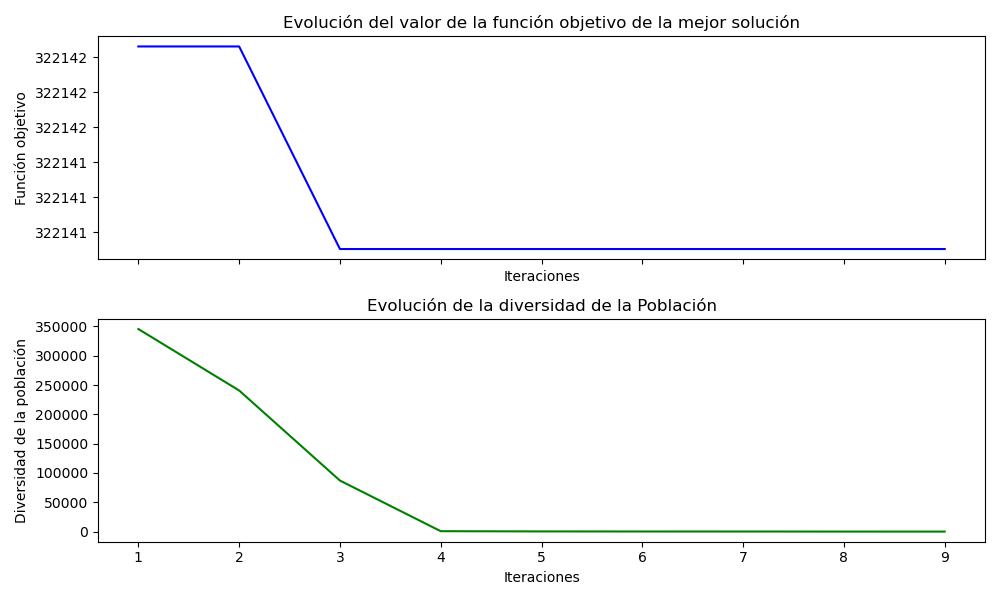 Evolución del valor de la función objetivo de la mejor solución
322142
322142
322142
322141
322141
322141
Función objetivo
Iteraciones
Evolución de la diversidad de la Población
350000
300000
250000
200000
150000
100000
50000
0
Diversidad de la población
1 2 3 4 5 6 7 8 9
Iteraciones